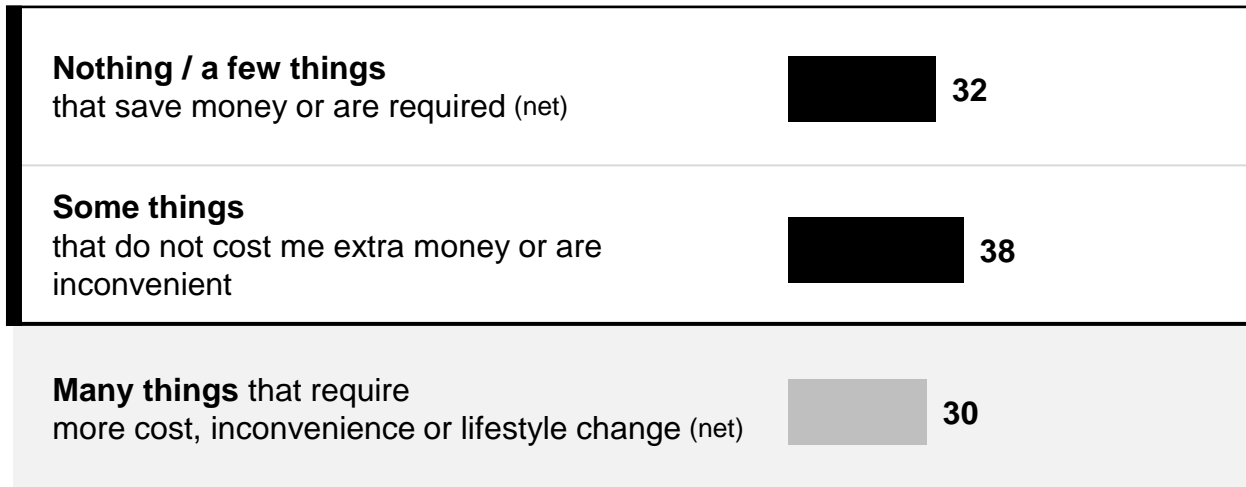 Nothing / a few things
that save money or are required (net)
32
Some things
that do not cost me extra money or are
inconvenient
38
Many things that require
more cost, inconvenience or lifestyle change (net)
30